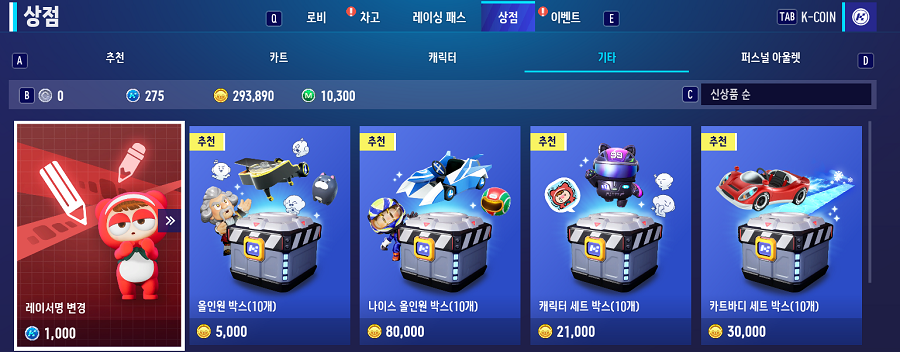 상점
Q 로비 차고 레이싱 패스 상점 이벤트 E
TAB K-COIN
A 추천 카트 캐릭터 기타 퍼스널 아울렛 D
B 0 275 293,890 10,300 C 신상품 순
레이서명 변경
1,000
추천
올인원 박스(10개)
5,000
추천
나이스 올인원 박스(10개)
80,000
추천
99
캐릭터 세트 박스(10개)
21,000
추천
카트바디 세트 박스(10개)
30,000